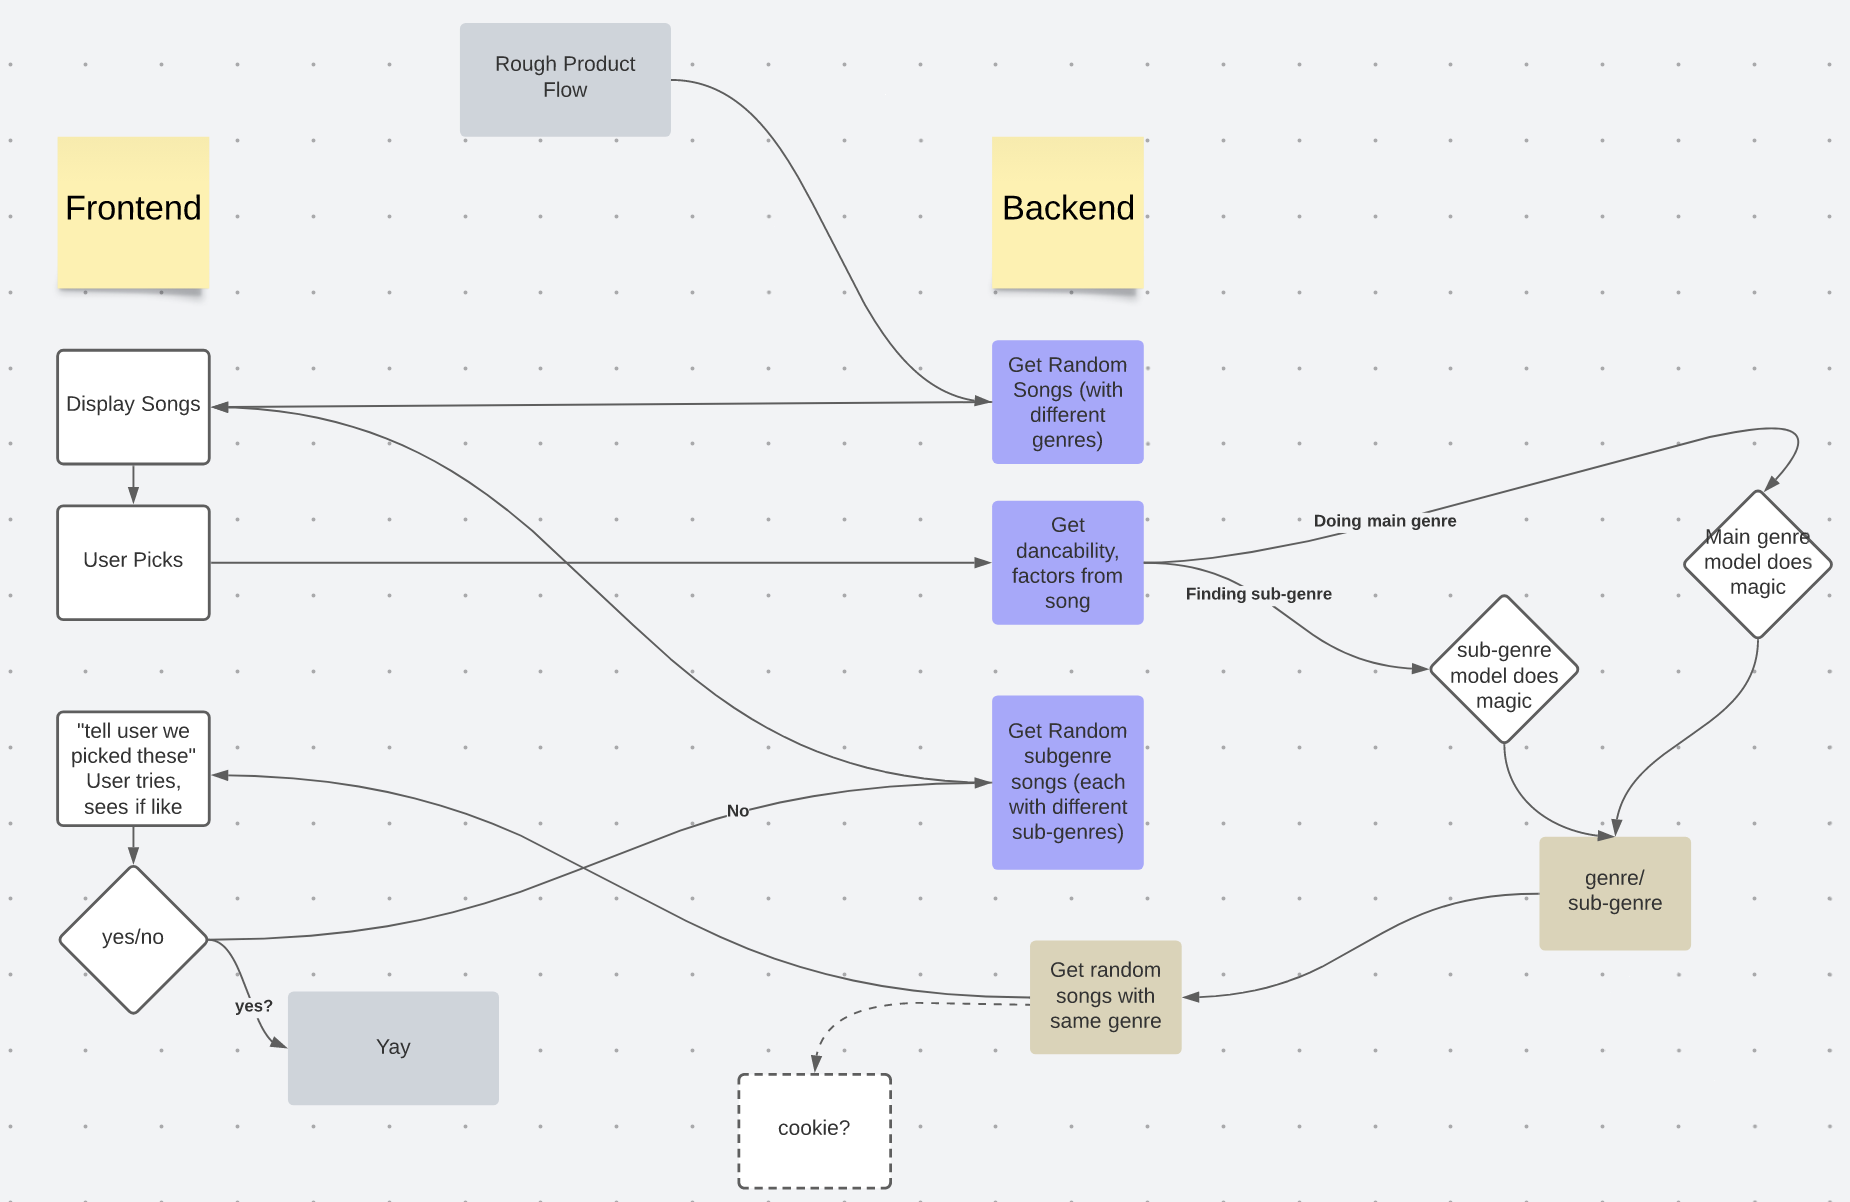 Rough Product
Flow
Frontend
Backend
Display Songs
Get Random
Songs (with
different
genres)
User Picks
Get
dancability,
factors from
song
Doing main genre
Finding sub-genre
Main genre
model does
magic
sub-genre
model does
magic
"tell user we
picked these"
User tries,
sees if like
Get Random
subgenre
songs (each
with different
sub-genres)
No
yes/no
yes?
Yay
genre/
sub-genre
Get random
songs with
same genre
cookie?